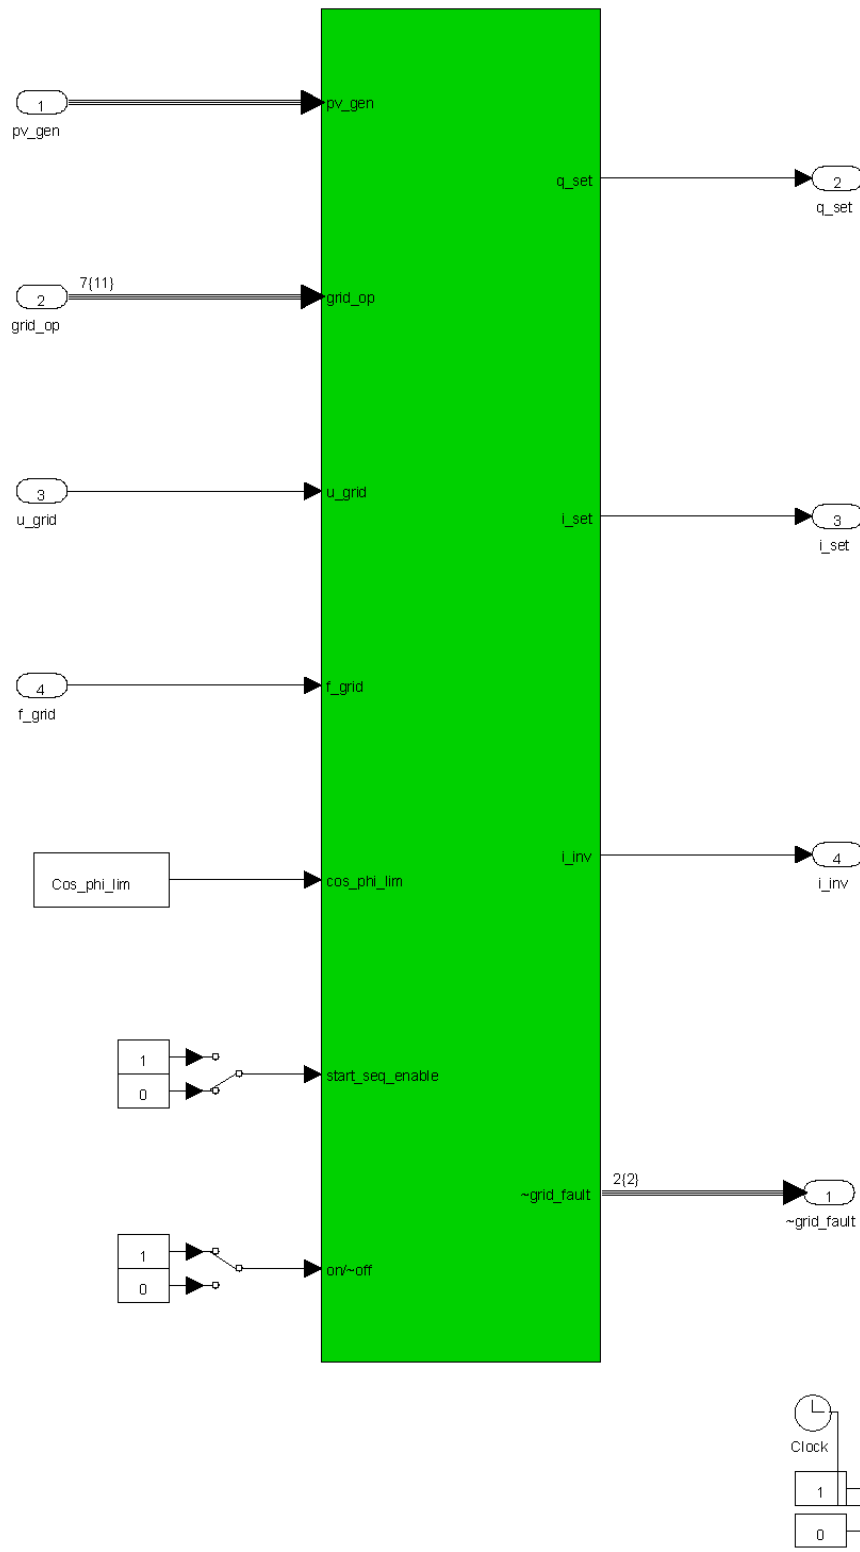 1
pv_gen
pv_gen
q_set
2
q_set
7{11}
2
grid_op
grid_op
3
u_grid
u_grid
i_set
3
i_set
4
f_grid
f_grid
Cos_phi_lim
cos_phi_lim
i_inv
4
i_inv
1
0
start_seq_enable
2{2}
~grid_fault
1
~grid_fault
1
0
on/~off
Clock
1
0